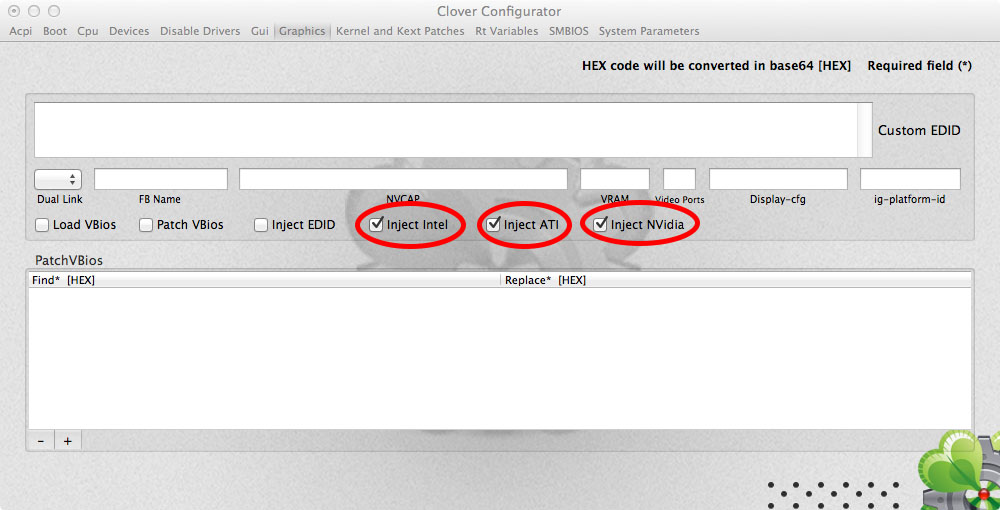 Clover Configurator
Acpi Boot Cpu Devices Disable Drivers Gui Graphics Kernel and Kext Patches Rt Variables SMBIOS System Parameters
HEX code will be converted in base64 [HEX] Required field (*)
Custom EDID
Dual Link FB Name NVCAP VRAM Video Ports Display-cfg ig-platform-id
Load VBios Patch VBios Inject EDID Inject Intel Inject ATI Inject NVidia
PatchVBios
Find* [HEX] Replace* [HEX]
- +